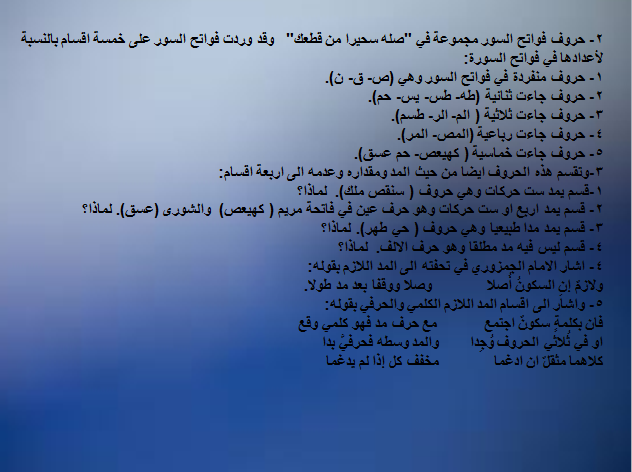 ٢- حروف فواتح السور مجموعة في "صله سحيرا من قطعك" وقد وردت فواتح السور على خمسة اقسام بالنسبة
لأعدادها في فواتح السورة:
١- حروف منفردة في فواتح السور وهي (ص- ق- ن).
٢- حروف جاءت ثنائية (طه- طس- يس- حم).
٣- حروف جاءت ثلاثية ( الم- الر- طسم).
٤- حروف جاءت رباعية (المص- المر).
٥- حروف جاءت خماسية ( كهيعص- حم عسق).
٣-وتقسم هذه الحروف ايضا من حيث المد ومقداره وعدمه الى اربعة اقسام:
١-قسم يمد ست حركات وهي حروف ( سنقص ملك). لماذا؟
٢- قسم يمد اربع او ست حركات وهو حرف عين في فاتحة مريم ( كهيعص) والشورى (عسق). لماذا؟
٣- قسم يمد مدا طبيعيا وهي حروف ( حي طهر). لماذا؟
٤- قسم ليس فيه مد مطلقا وهو حرف الالف. لماذا؟
٤- اشار الامام الجمزوري في تحفته الى المد اللازم بقوله:
ولازمٌ إن السكونُ أُصلا وصلا ووقفا بعد مد طولا.
٥- واشار الى اقسام المد اللازم الكلمي والحرفي بقوله:
فان بكلمةٍ سكونٌ اجتمع مع حرف مد فهو كلمي وقع
او في ثُلاثي الحروف وُجدا والمد وسطه فحرفيٌ بدا
كلاهما مثقلٌ ان ادغما مخفف كل إذا لم يدغما